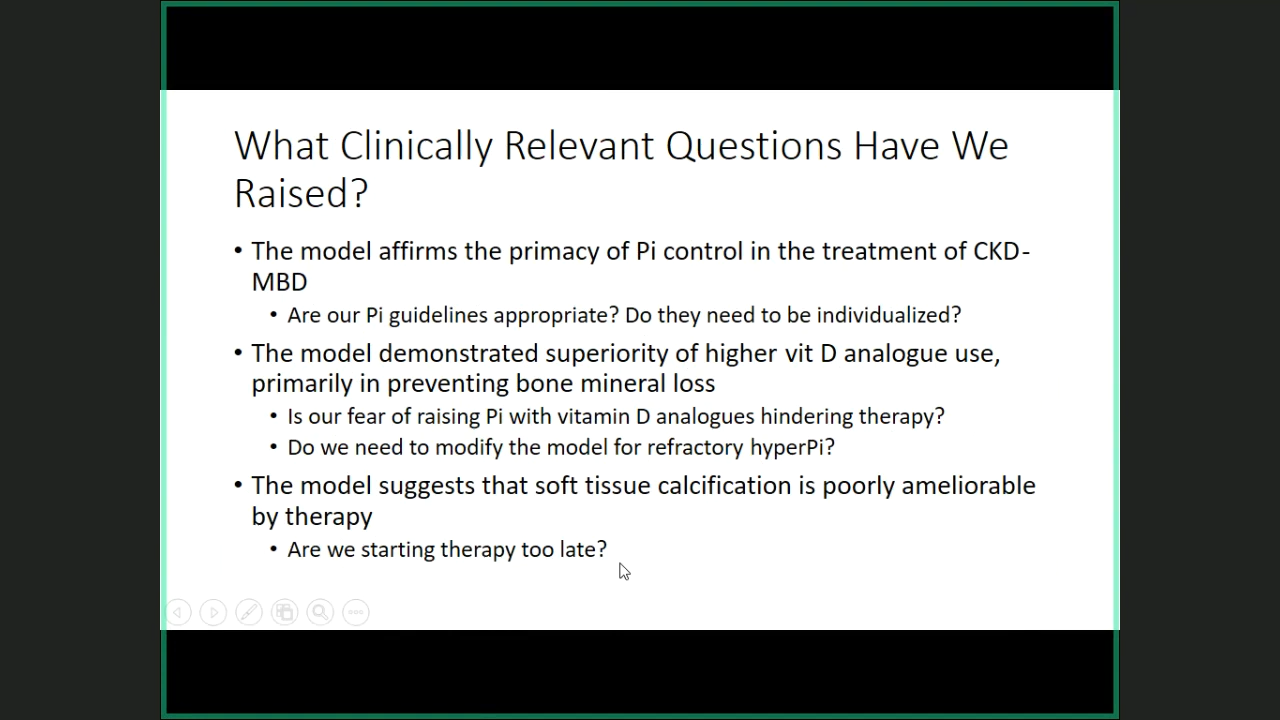 What Clinically Relevant Questions Have We
Raised?
• The model affirms the primacy of Pi control in the treatment of CKD-
MBD
• Are our Pi guidelines appropriate? Do they need to be individualized?
• The model demonstrated superiority of higher vit D analogue use,
primarily in preventing bone mineral loss
• Is our fear of raising Pi with vitamin D analogues hindering therapy?
• Do we need to modify the model for refractory hyperPi?
• The model suggests that soft tissue calcification is poorly ameliorable
by therapy
• Are we starting therapy too late?